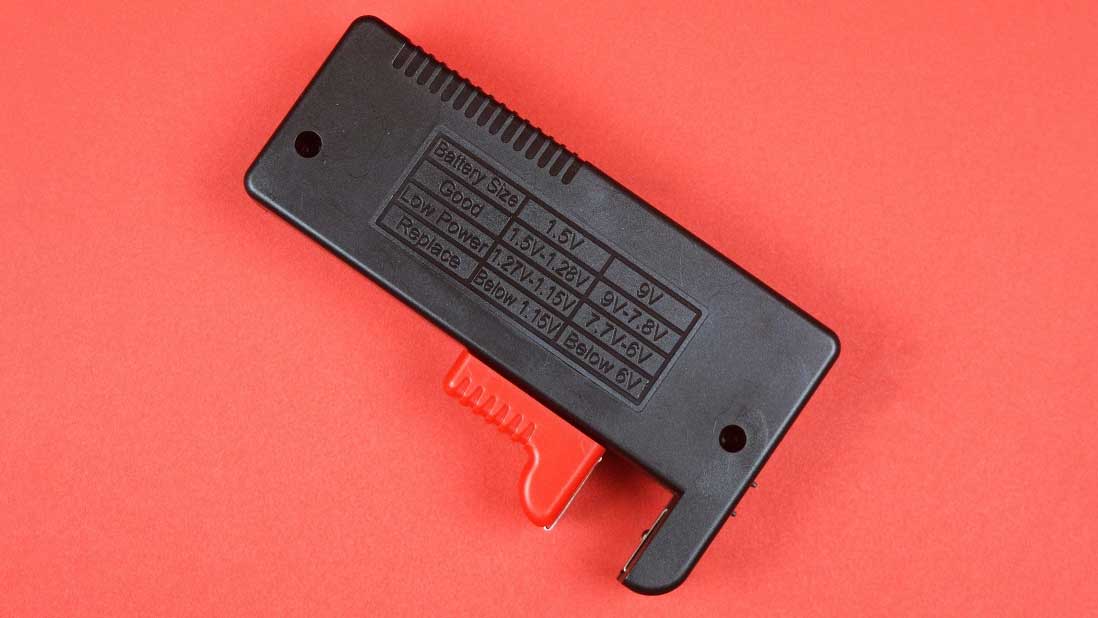 Battery Size 1.5V 9V
Good 1.5V-1.28V 9V-7.8V
Low Power 1.27V-1.15V 7.7V-6V
Replace Below 1.15V Below 6V